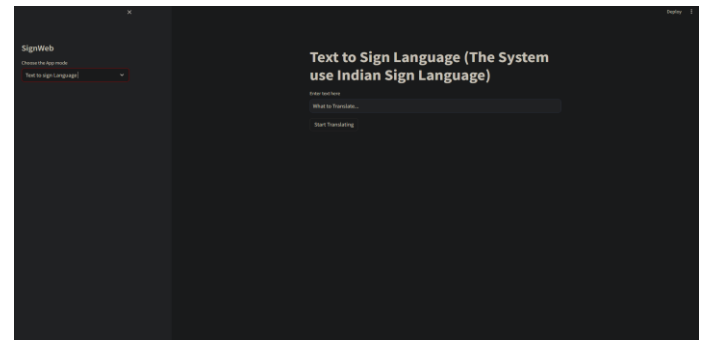 Deploy
SignWeb
Choose the App mode
Text to sign Language
Text to Sign Language (The System
use Indian Sign Language)
Enter text here
What to Translate...
Start Translating